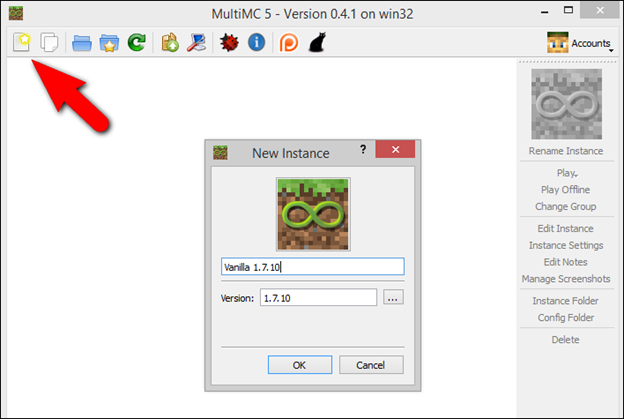 MultiMC 5 - Version 0.4.1 on win32
Accounts
New Instance
?
Vanilla 1.7.10
Version: 1.7.10 ...
OK Cancel
Rename Instance
Play
Play Offline
Change Group
Edit Instance
Instance Settings
Edit Notes
Manage Screenshots
Instance Folder
Config Folder
Delete